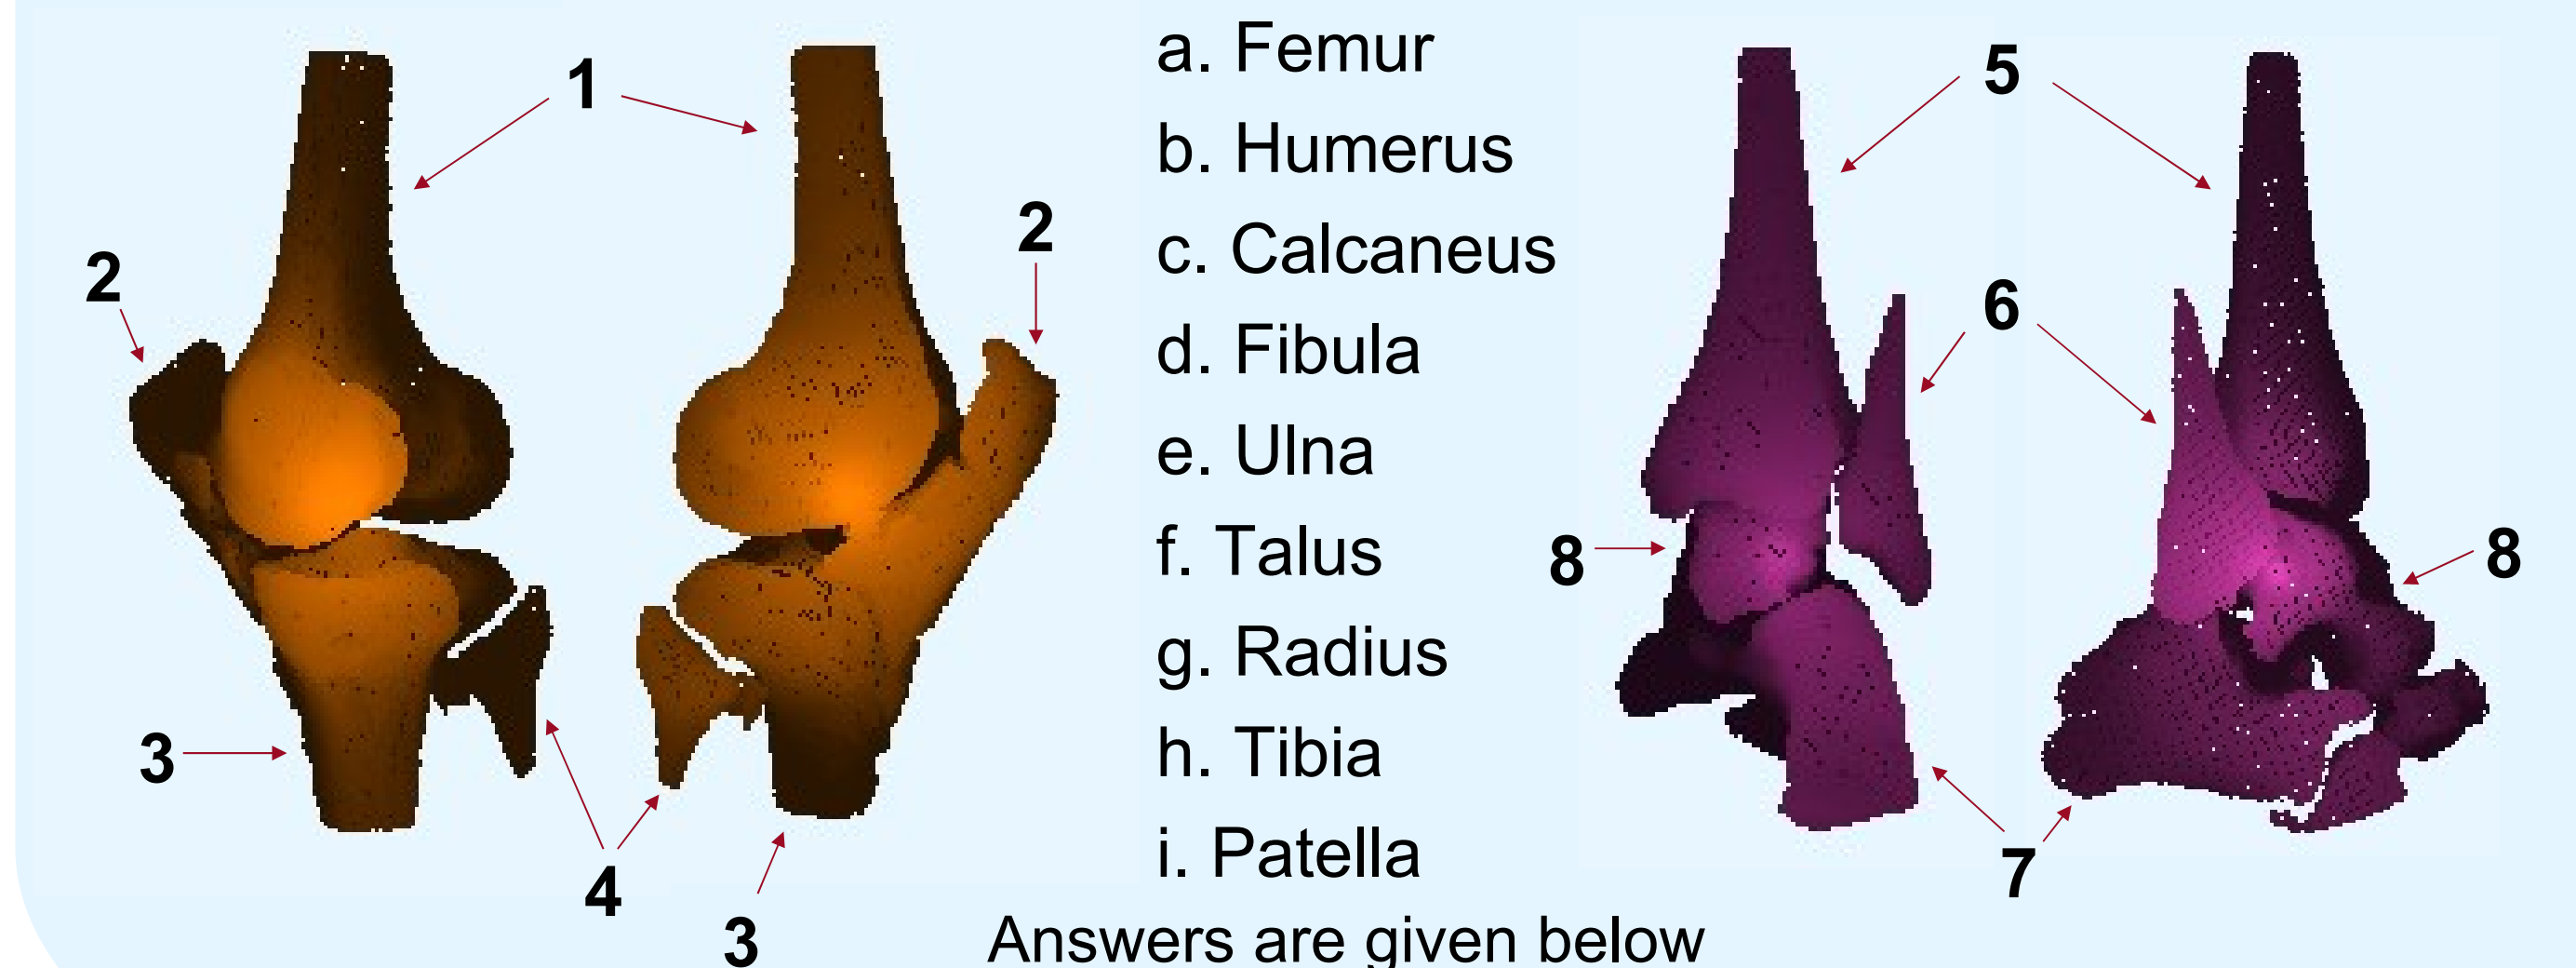 1
2
2
3
4
3
a. Femur
b. Humerus
c. Calcaneus
d. Fibula
e. Ulna
f. Talus
g. Radius
h. Tibia
i. Patella
Answers are given below
5
6
8
8
7